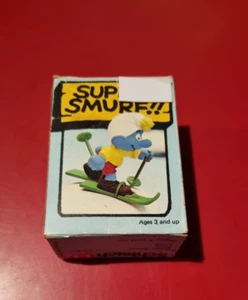 SUP
SMURF!!
Ages 3 and up